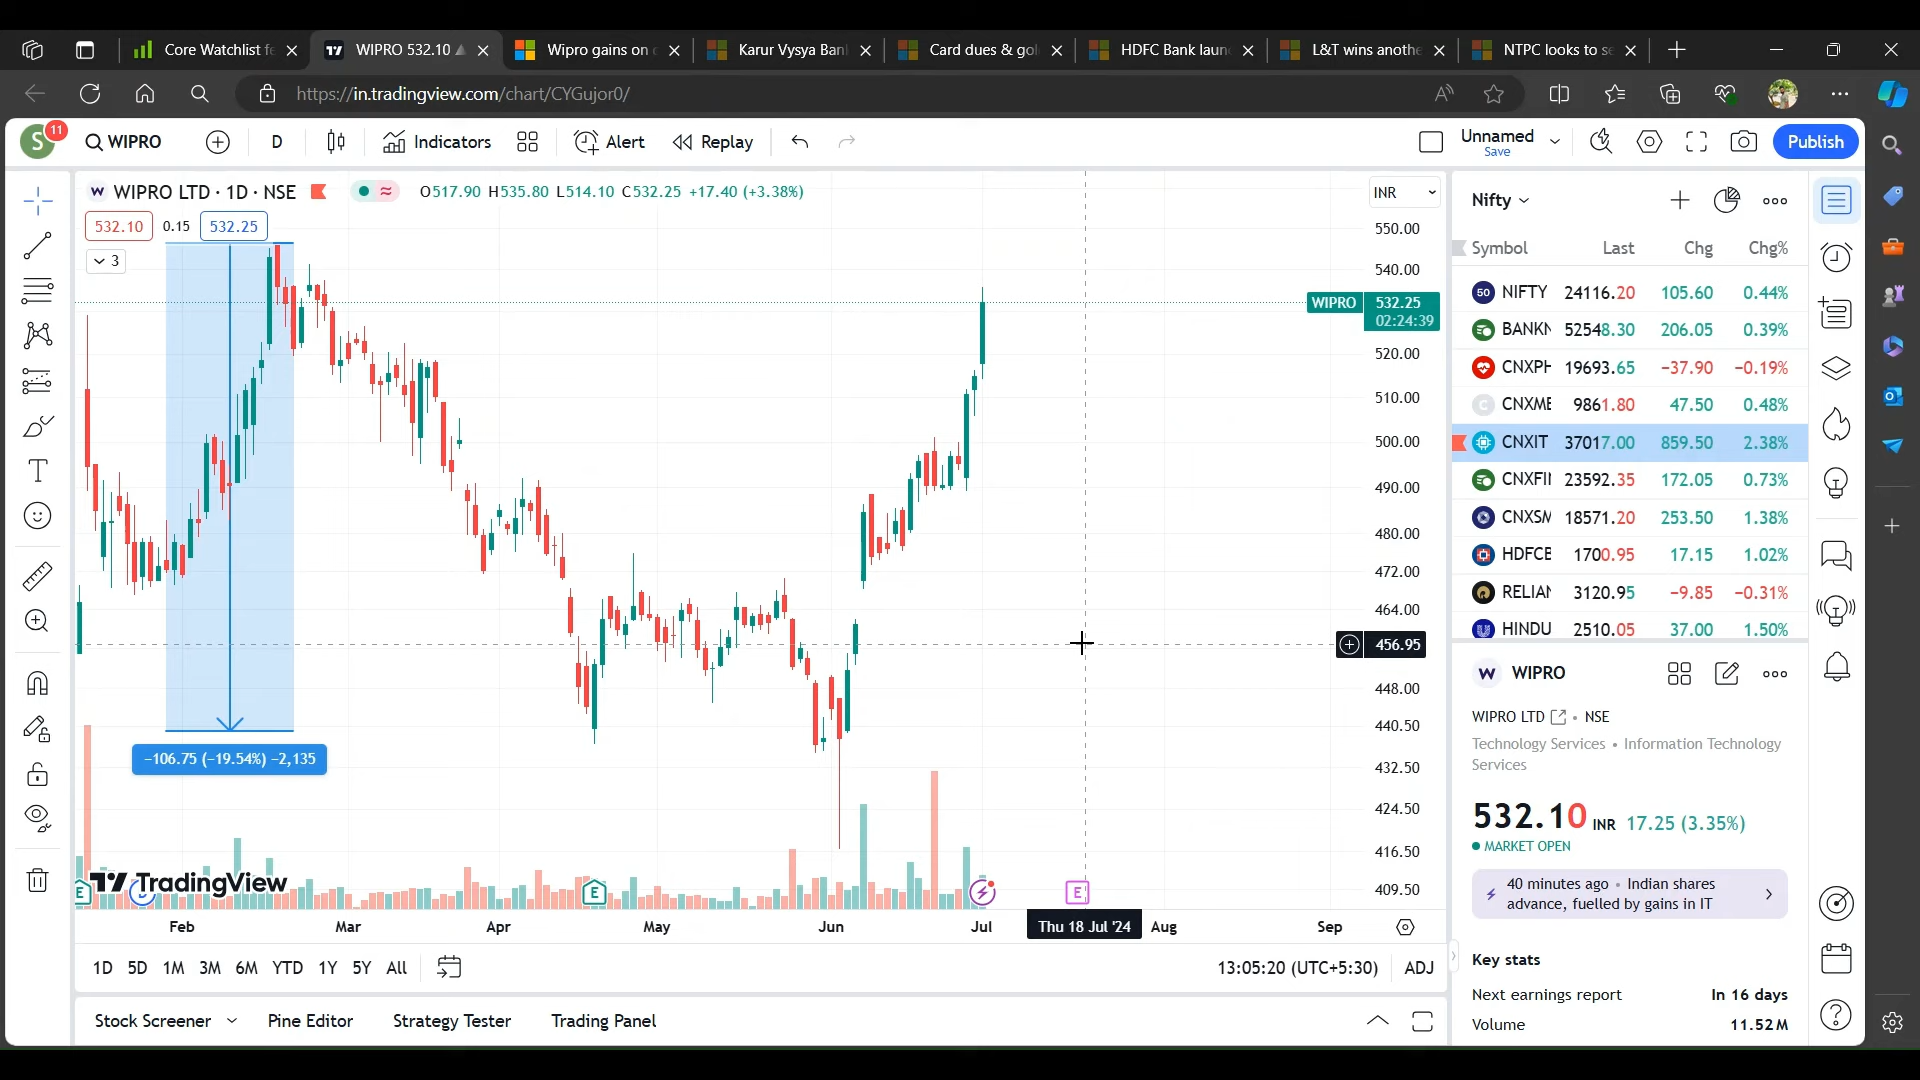 Core Watchlist fe
WIPRO 532.10
Wipro gains on
Karur Vysya Ban
Card dues & gol
HDFC Bank laun
L&T wins anothe
NTPC looks to se
https://in.tradingview.com/chart/CYGujor0/
S 11
WIPRO
D
Indicators
Alert
Replay
Unnamed
Save
Publish
W WIPRO LTD · 1D · NSE
O517.90 H535.80 L514.10 C532.25 +17.40 (+3.38%)
INR
532.10 0.15 532.25
3
550.00
540.00
WIPRO 532.25
02:24:39
520.00
510.00
500.00
490.00
480.00
472.00
464.00
456.95
448.00
440.50
432.50
424.50
416.50
409.50
−106.75 (−19.54%) −2,135
TradingView
E
D
E
E
Feb Mar Apr May Jun Jul Thu 18 Jul '24 Aug Sep
1D 5D 1M 3M 6M YTD 1Y 5Y All
13:05:20 (UTC+5:30) ADJ
Stock Screener Pine Editor Strategy Tester Trading Panel
Nifty
Symbol Last Chg Chg%
50 NIFTY 24116.20 105.60 0.44%
BANKN 52548.30 206.05 0.39%
CNXPH 19693.65 −37.90 −0.19%
C CNXME 9861.80 47.50 0.48%
CNXIT 37017.00 859.50 2.38%
CNXFII 23592.35 172.05 0.73%
CNXSM 18571.20 253.50 1.38%
HDFCB 1700.95 17.15 1.02%
RELIAN 3120.95 −9.85 −0.31%
HINDU 2510.05 37.00 1.50%
W WIPRO
WIPRO LTD • NSE
Technology Services • Information Technology
Services
532.10 INR 17.25 (3.35%)
MARKET OPEN
40 minutes ago • Indian shares
advance, fuelled by gains in IT
Key stats
Next earnings report In 16 days
Volume 11.52M